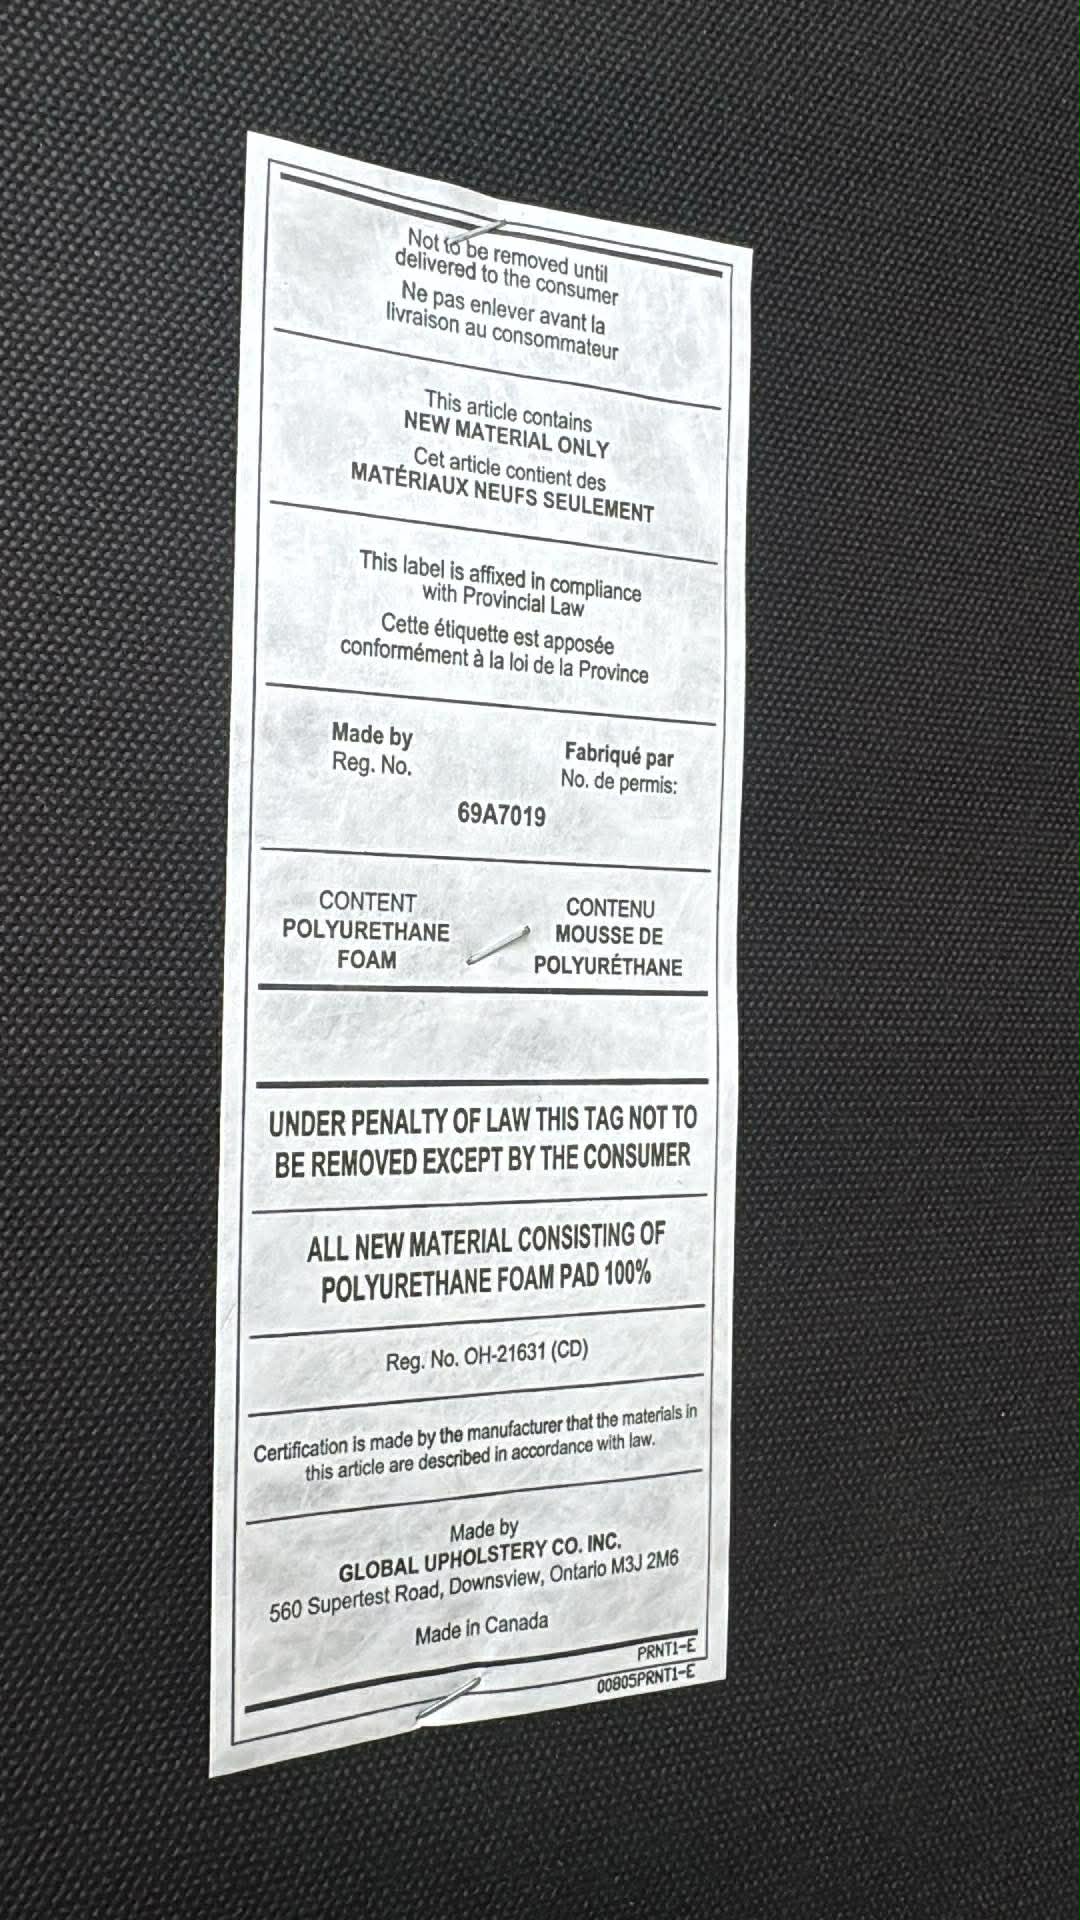 Not to be removed until
delivered to the consumer
Ne pas enlever avant la
livraison au consommateur
This article contains
NEW MATERIAL ONLY
Cet article contient des
MATÉRIAUX NEUFS SEULEMENT
This label is affixed in compliance
with Provincial Law
Cette étiquette est apposée
conformément à la loi de la Province
Made by
Reg. No.
Fabriqué par
No. de permis:
69A7019
CONTENT
POLYURETHANE
FOAM
CONTENU
MOUSSE DE
POLYURÉTHANE
UNDER PENALTY OF LAW THIS TAG NOT TO
BE REMOVED EXCEPT BY THE CONSUMER
ALL NEW MATERIAL CONSISTING OF
POLYURETHANE FOAM PAD 100%
Reg. No. OH-21631 (CD)
Certification is made by the manufacturer that the materials in
this article are described in accordance with law.
Made by
GLOBAL UPHOLSTERY CO. INC.
560 Supertest Road, Downsview, Ontario M3J 2M6
Made in Canada
PRNT1-E
00805PRNT1-E